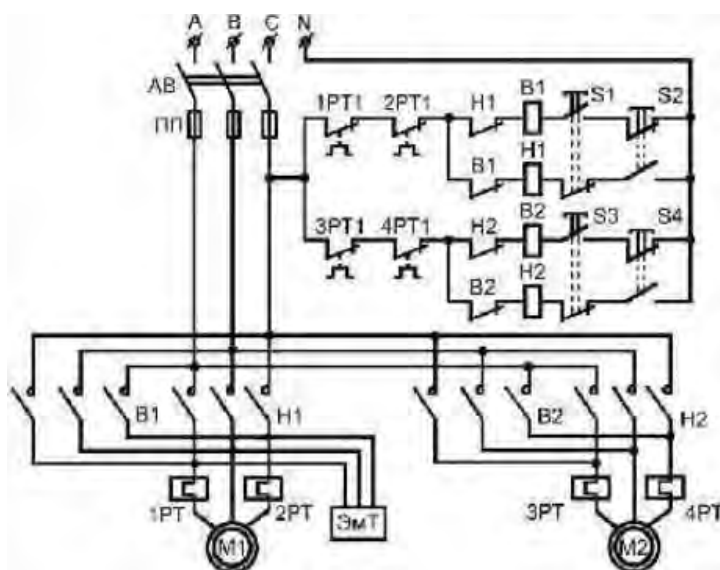 A B C N
АВ
ПП
1РТ1 2РТ1 Н1 В1 S1 S2
В1 Н1
3РТ1 4РТ1 Н2 В2 S3 S4
В2 Н2
В1 Н1 В2 Н2
1РТ 2РТ ЭмТ 3РТ 4РТ
М1 М2